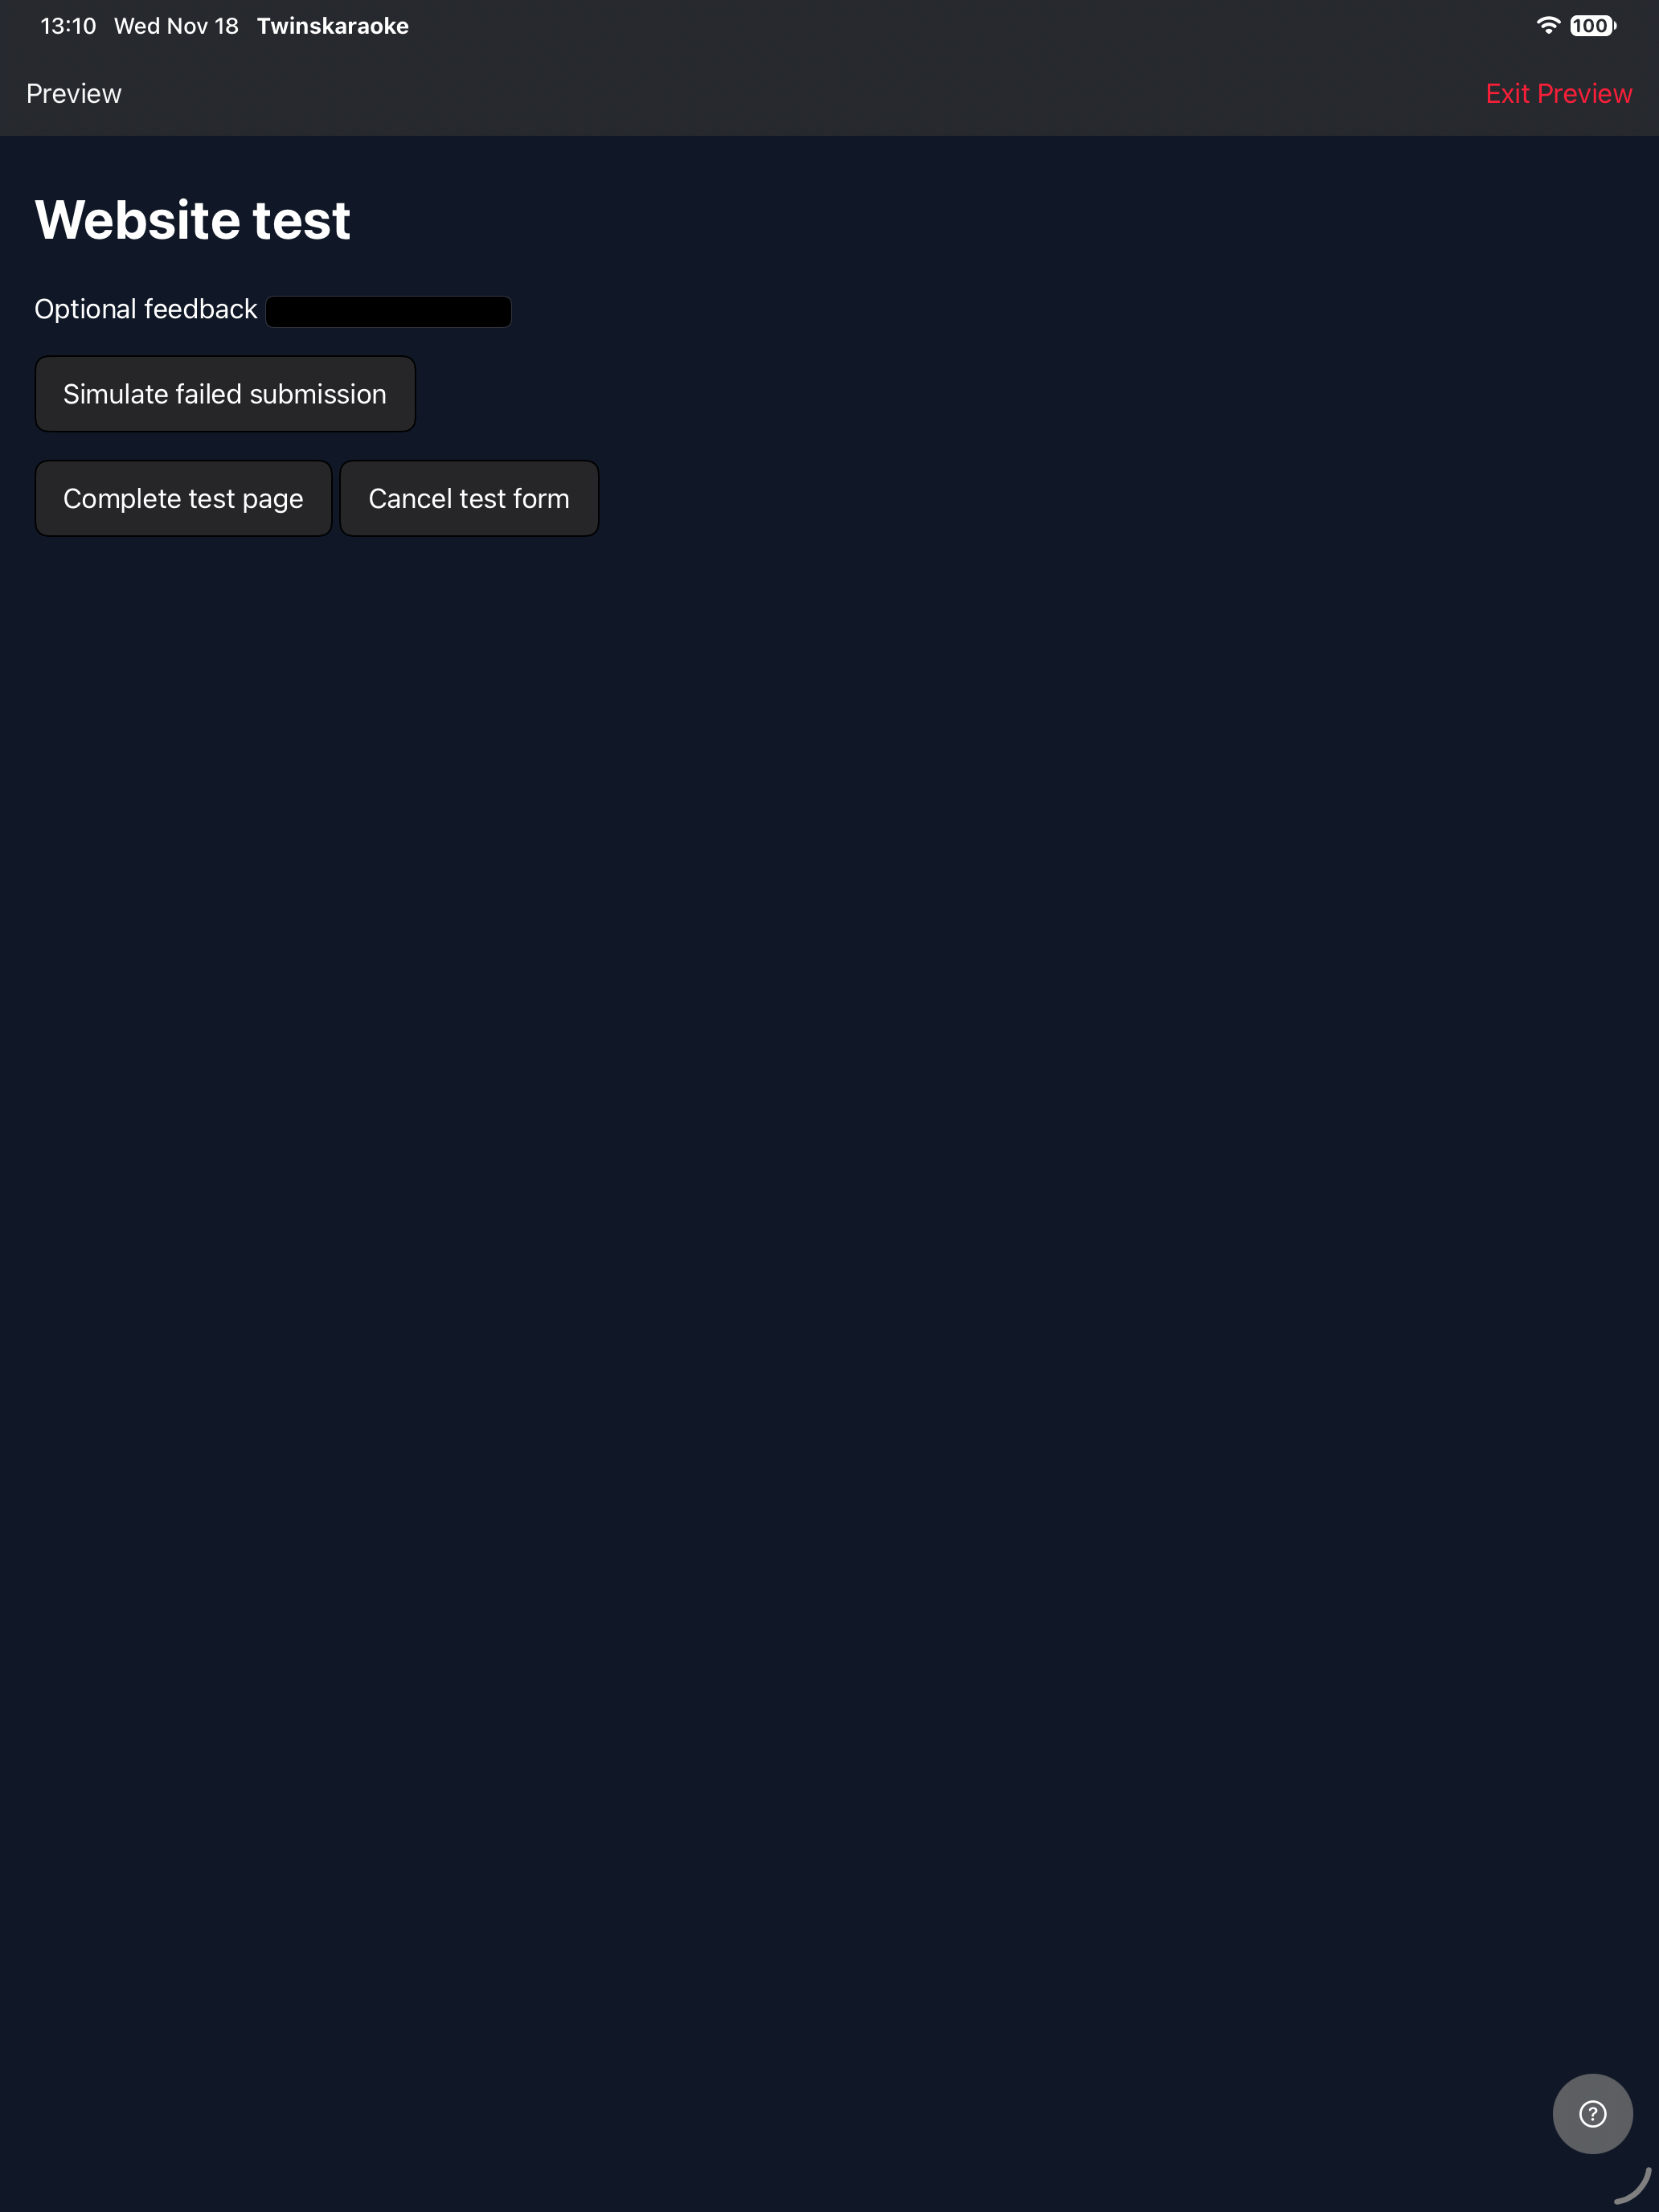 13:10 Wed Nov 18 Twinskaraoke
100
Preview
Exit Preview
Website test
Optional feedback
Simulate failed submission
Complete test page
Cancel test form
?